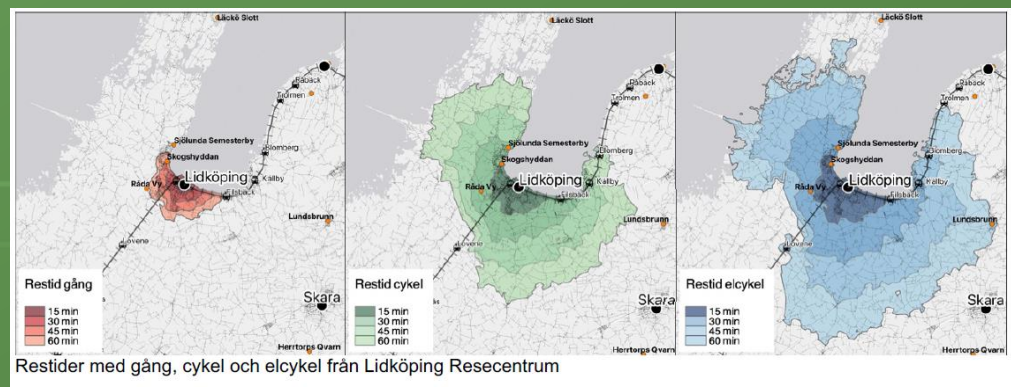 Läckö Slott
Råbäck
Trolmen
Sjölunda Semesterby
Blomberg
Skogshyddan
Lidköping
Källby
Råda Vy
Filsbäck
Lundsbrunn
Lovene
Restid gång
Skara
15 min
30 min
45 min
60 min
Herrtorps Qvarn
Läckö Slott
Råbäck
Trolmen
Sjölunda Semesterby
Blomberg
Skogshyddan
Lidköping
Källby
Råda Vy
Filsbäck
Lundsbrunn
Lovene
Restid cykel
Skara
15 min
30 min
45 min
60 min
Herrtorps Qvarn
Läckö Slott
Råbäck
Trolmen
Sjölunda Semesterby
Blomberg
Skogshyddan
Lidköping
Källby
Råda Vy
Filsbäck
Lundsbrunn
Lovene
Restid elcykel
Skara
15 min
30 min
45 min
60 min
Herrtorps Qvarn
Restider med gång, cykel och elcykel från Lidköping Resecentrum